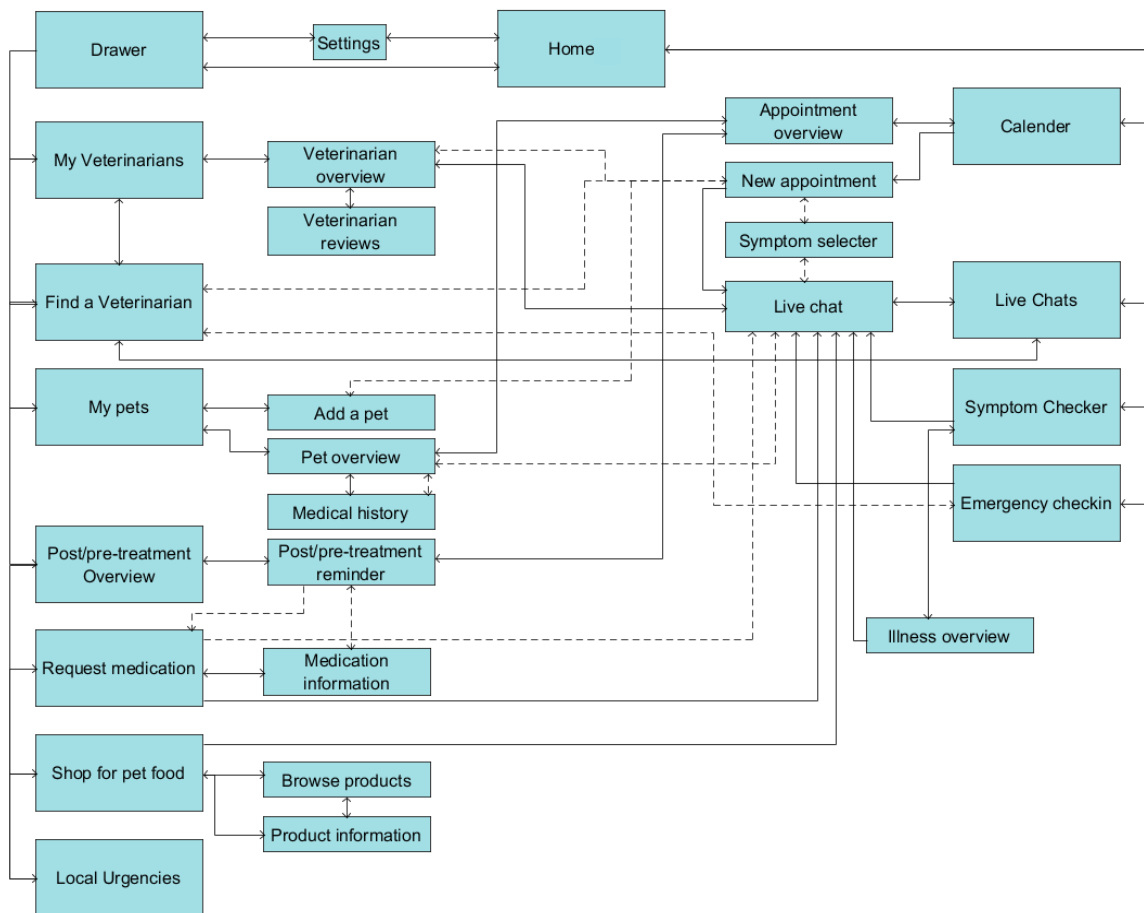 Drawer
Settings
Home
Appointment
overview
Calender
My Veterinarians
Veterinarian
overview
New appointment
Veterinarian
reviews
Symptom selecter
Find a Veterinarian
Live chat
Live Chats
My pets
Add a pet
Symptom Checker
Pet overview
Medical history
Emergency checkin
Post/pre-treatment
Overview
Post/pre-treatment
reminder
Illness overview
Request medication
Medication
information
Shop for pet food
Browse products
Product information
Local Urgencies